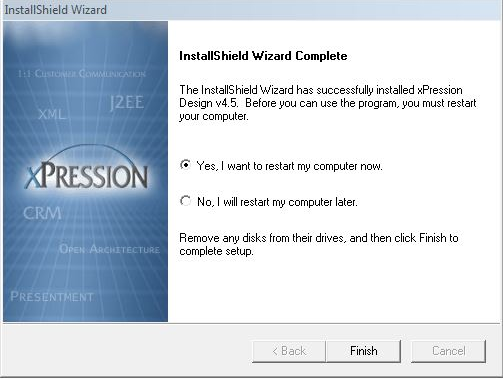 InstallShield Wizard
InstallShield Wizard Complete
1:1 Customer Communication
J2EE
XML
The InstallShield Wizard has successfully installed xPression
Design v4.5.  Before you can use the program, you must restart
your computer.
xPRESSION
Yes, I want to restart my computer now.
CRM
No, I will restart my computer later.
Open Architecture
Remove any disks from their drives, and then click Finish to
complete setup.
Presentment
< Back
Finish
Cancel